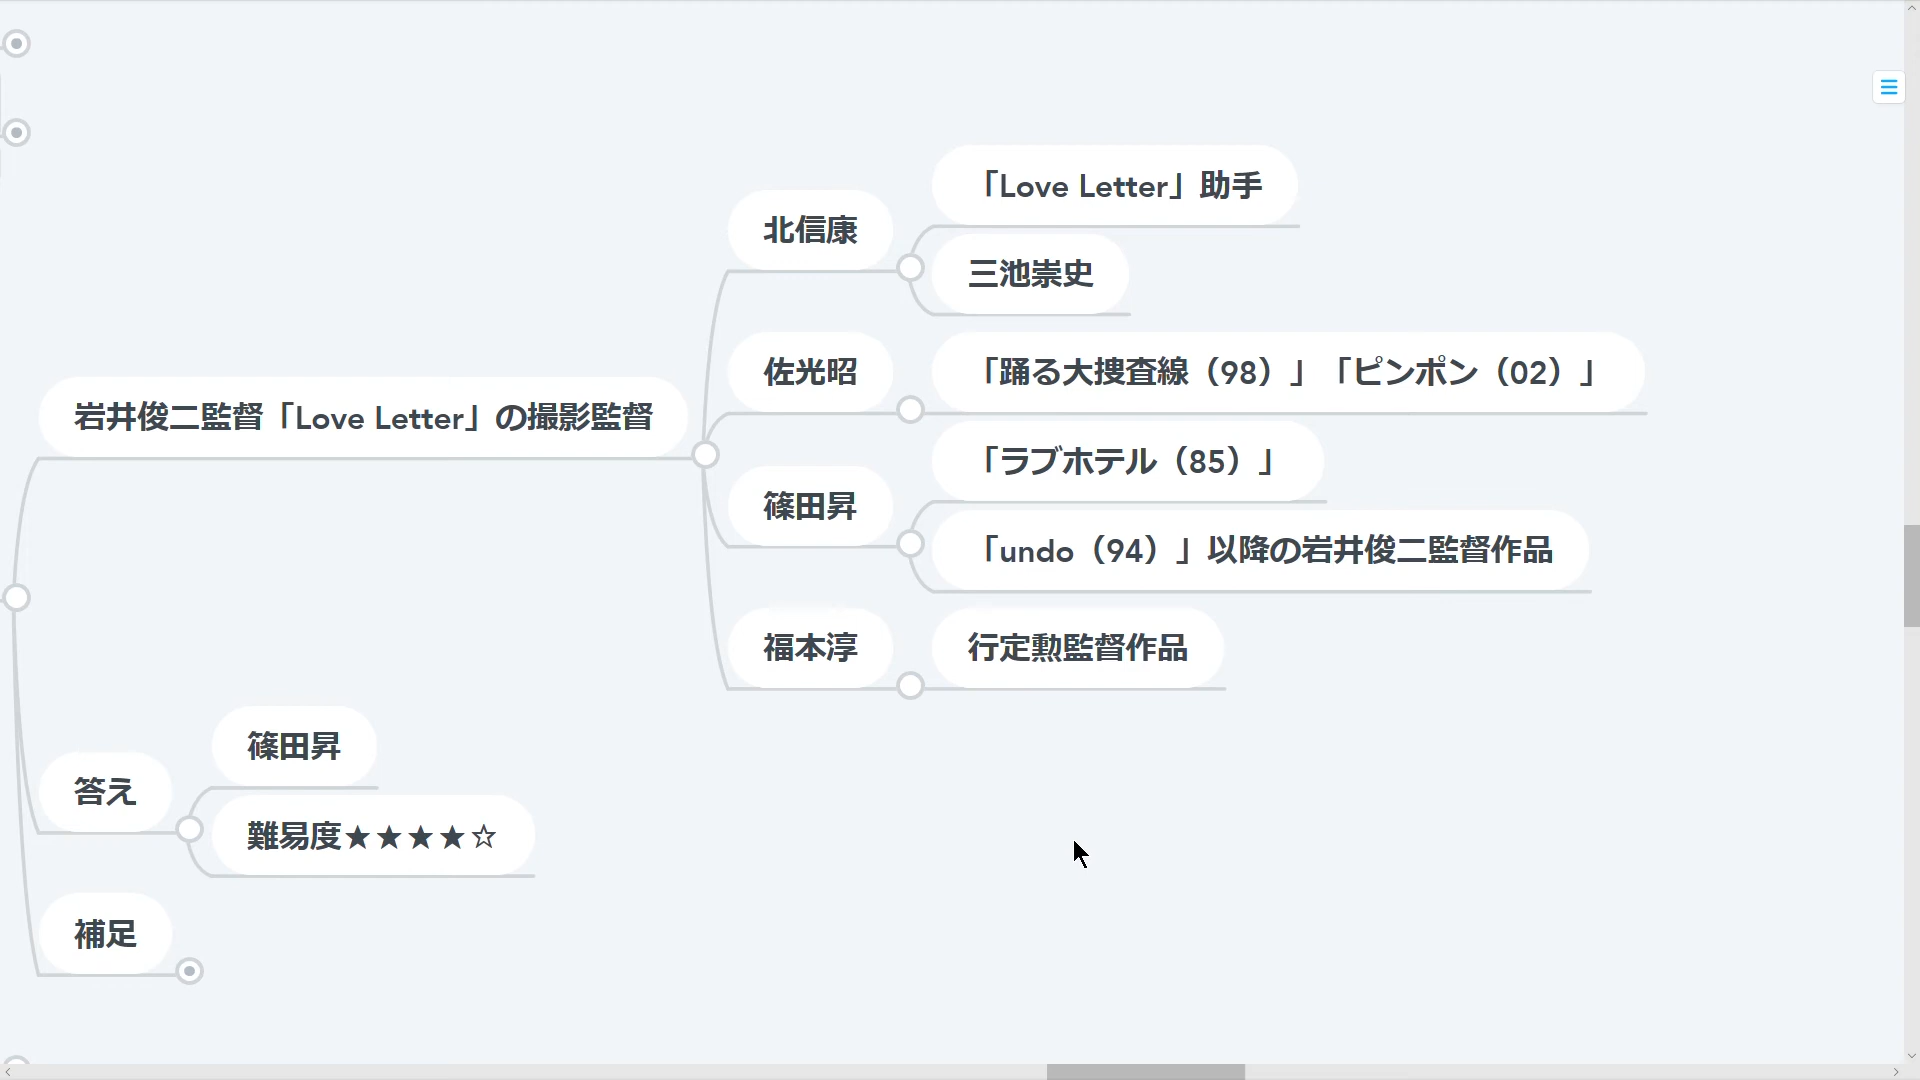 岩井俊二監督「Love Letter」の撮影監督
北信康
「Love Letter」助手
三池崇史
佐光昭
「踊る大捜査線（98）」「ピンポン（02）」
篠田昇
「ラブホテル（85）」
「undo（94）」以降の岩井俊二監督作品
福本淳
行定勲監督作品
答え
篠田昇
難易度★★★★☆
補足